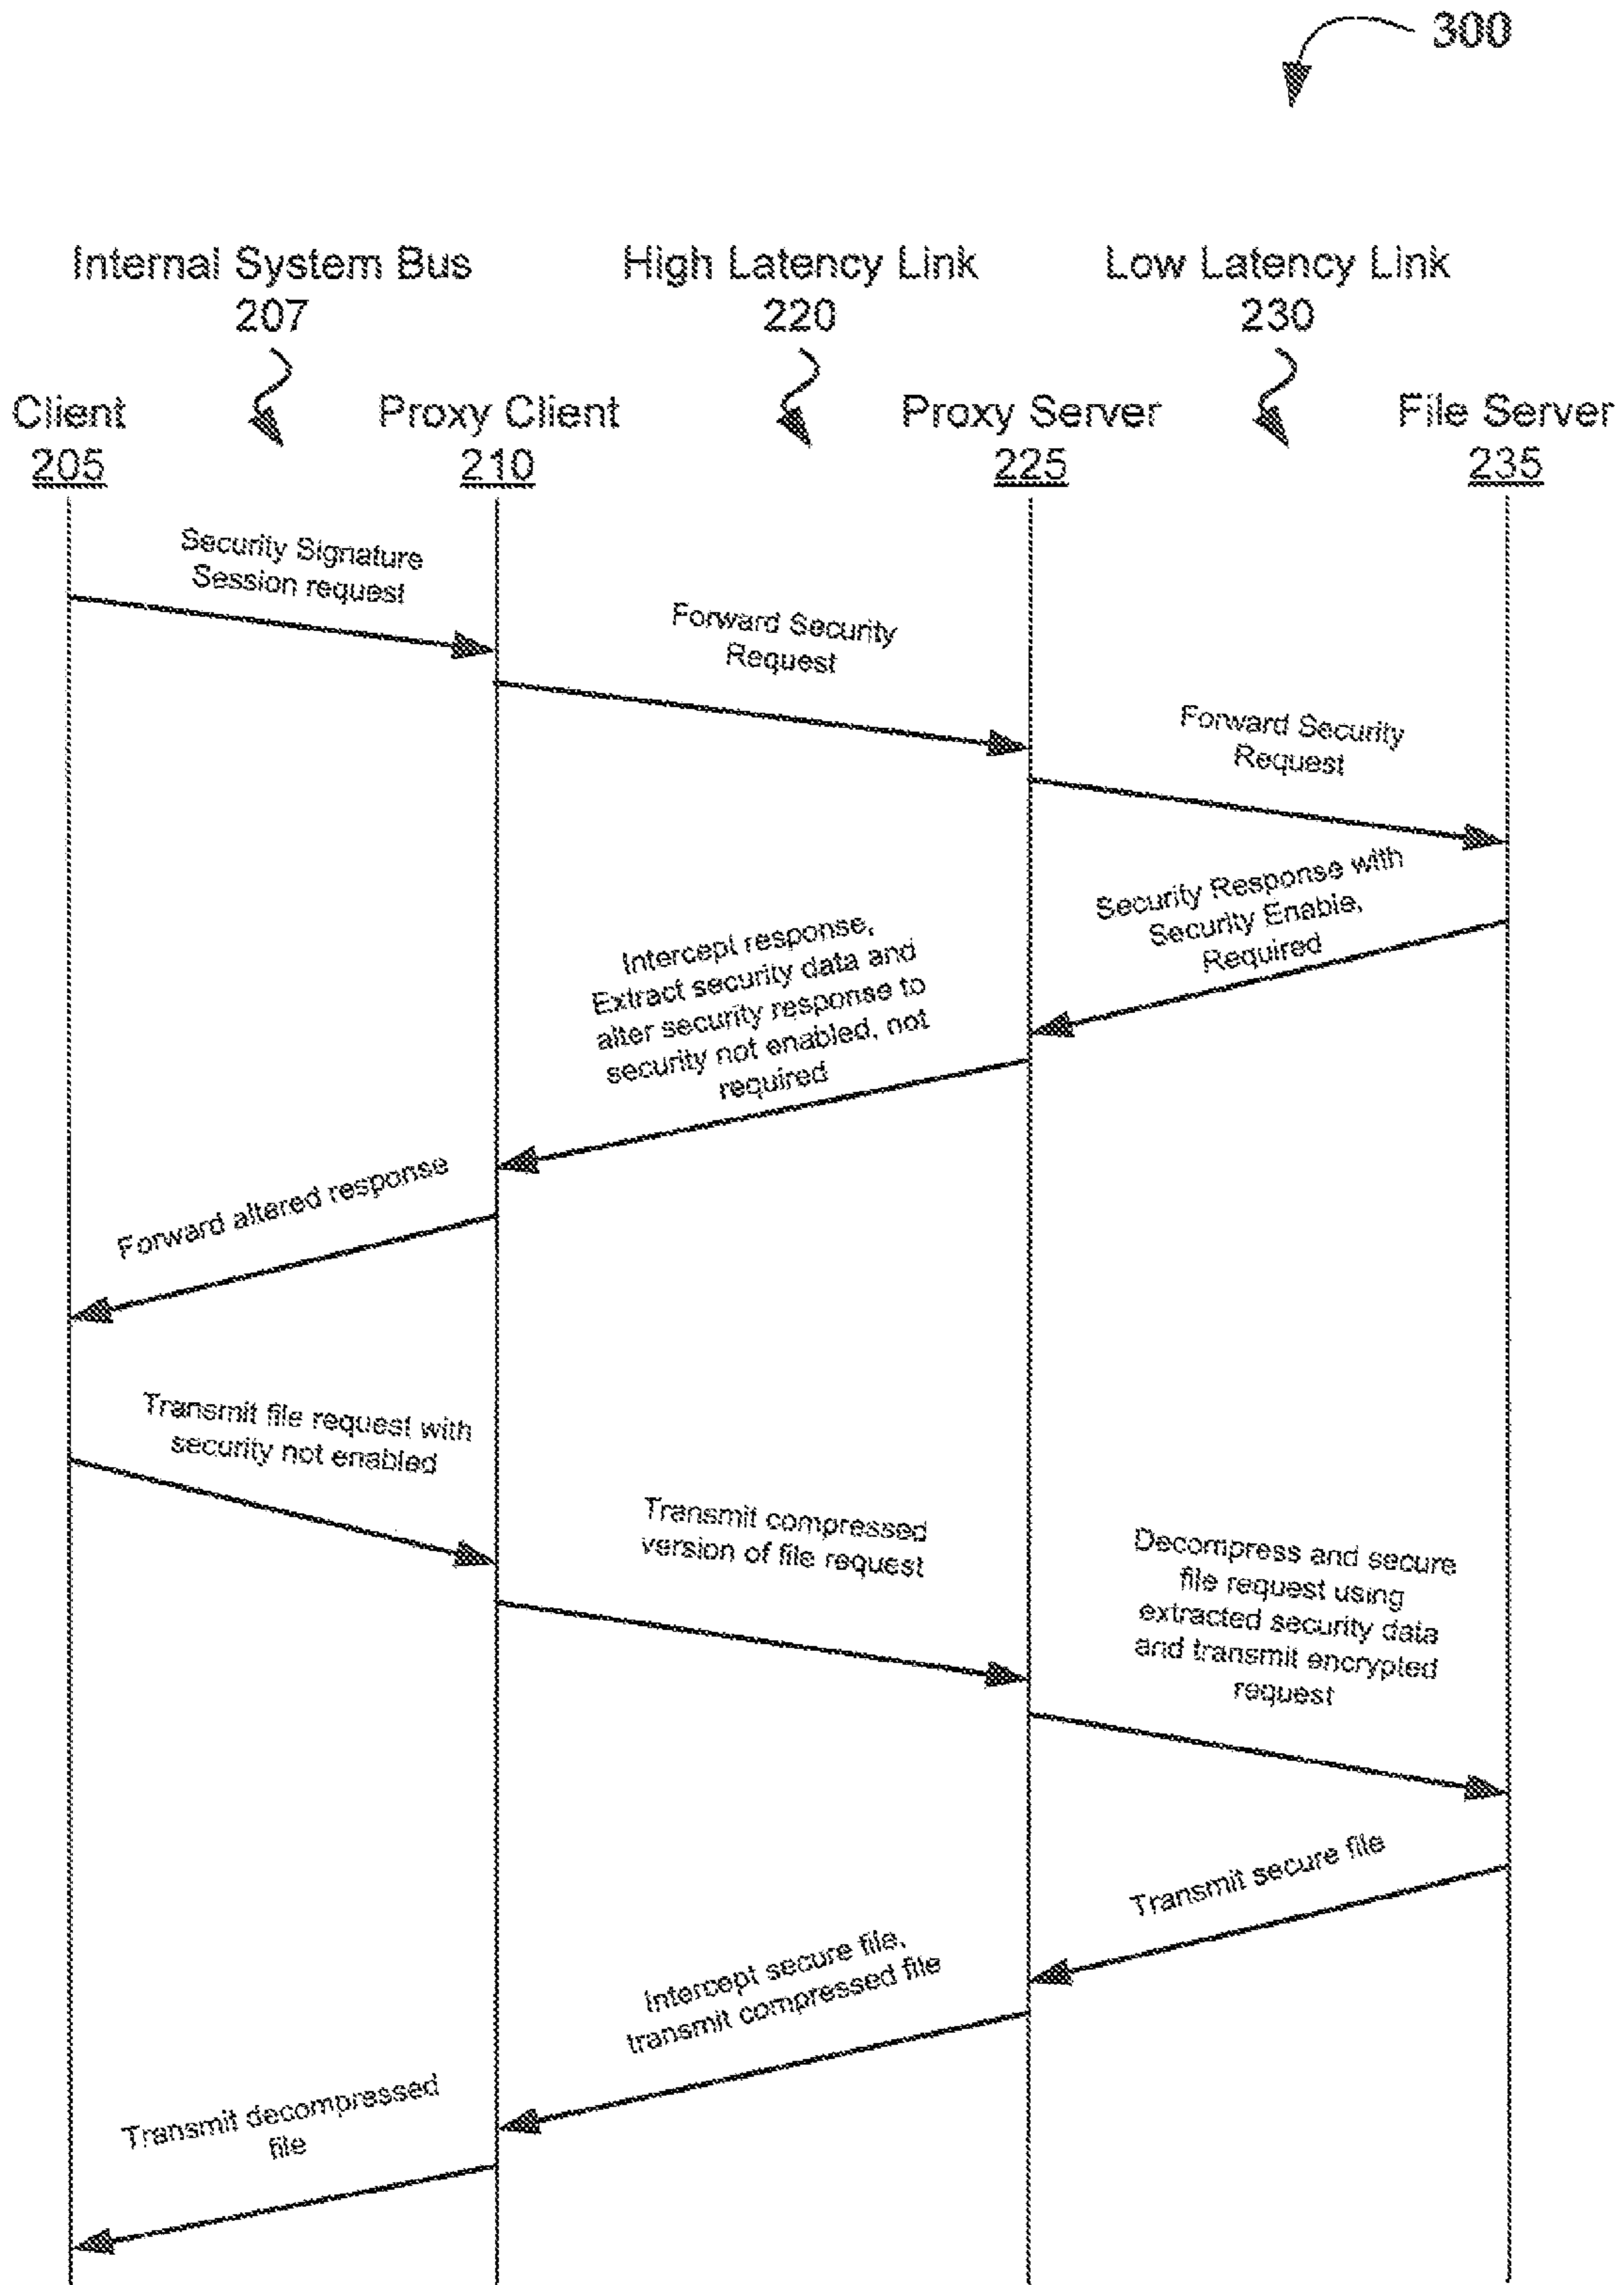 300
Internal System Bus
207
High Latency Link
220
Low Latency Link
230
Client
205
Proxy Client
210
Proxy Server
225
File Server
235
Security Signature
Session request
Forward Security
Request
Forward Security
Request
Security Response with
Security Enable,
Required
Intercept response,
Extract security data and
alter security response to
security not enabled, not
required
Forward altered response
Transmit file request with
security not enabled
Transmit compressed
version of file request
Decompress and secure
file request using
extracted security data
and transmit encrypted
request
Transmit secure file
Intercept secure file,
transmit compressed file
Transmit decompressed
file